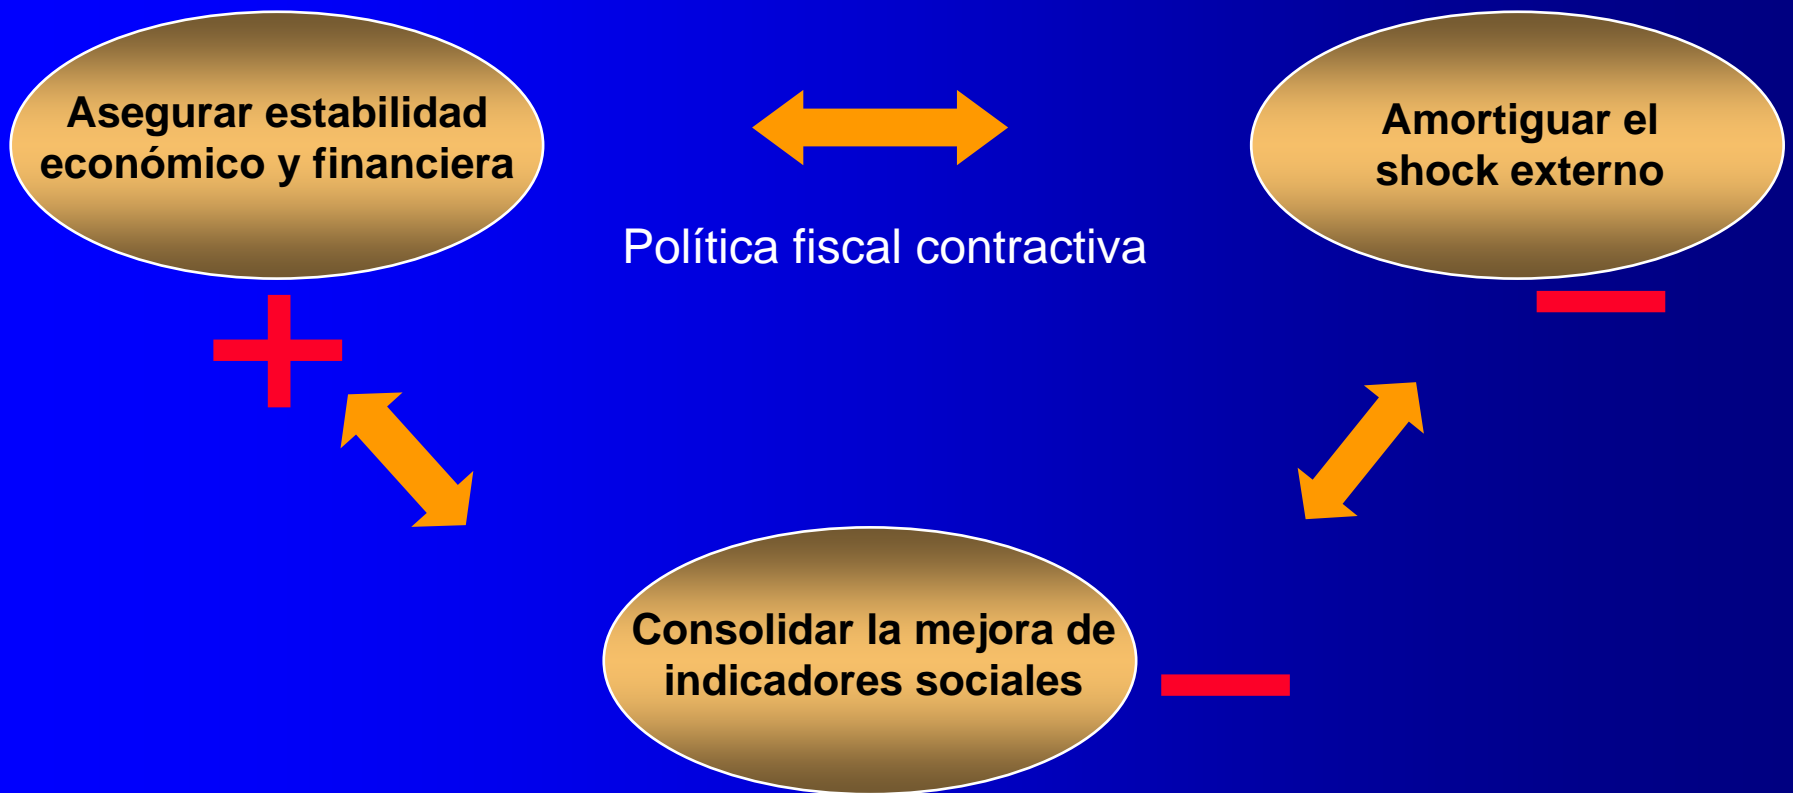 Asegurar estabilidad
económico y financiera
Amortiguar el
shock externo
Política fiscal contractiva
Consolidar la mejora de
indicadores sociales